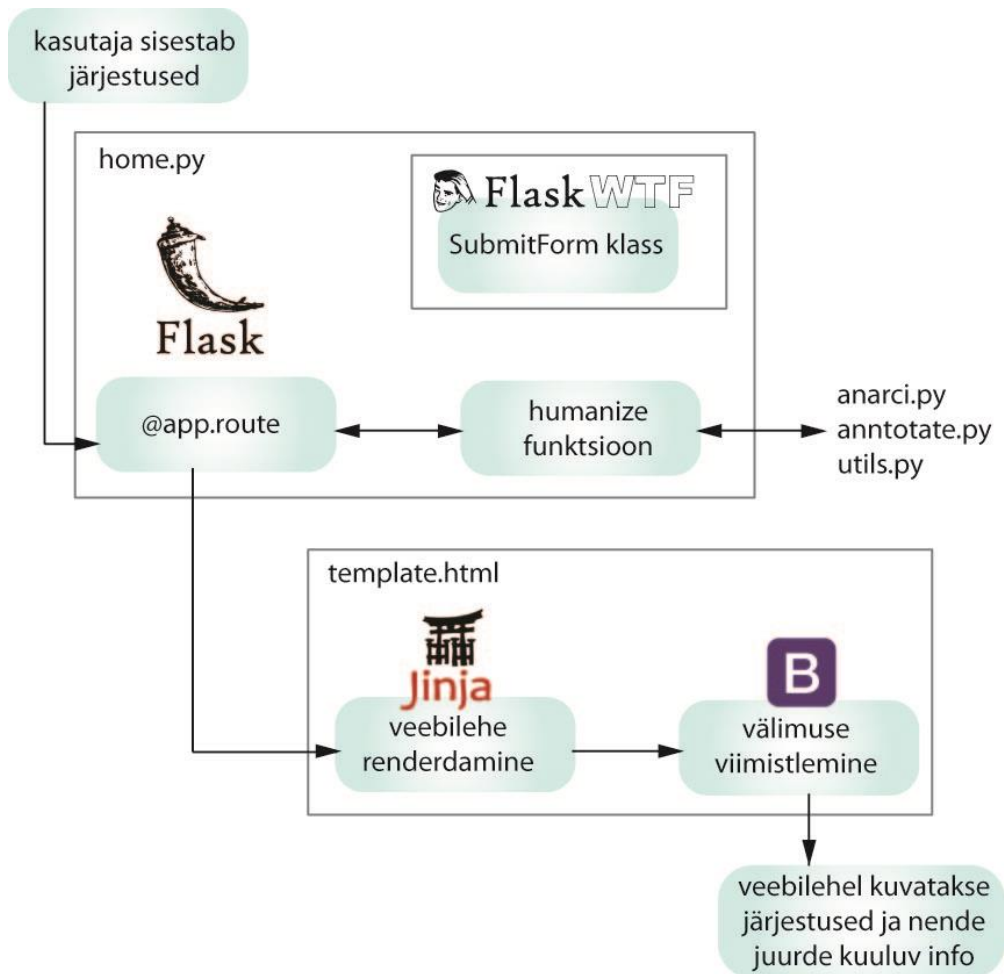 kasutaja sisestab
järjestused
home.py
Flask WTF
SubmitForm klass
Flask
@app.route
humanize
funktsioon
anarci.py
anntotate.py
utils.py
template.html
Jinja
B
veebilehe
renderdamine
välimuse
viimistlemine
veebilehel kuvatakse
järjestused ja nende
juurde kuuluv info